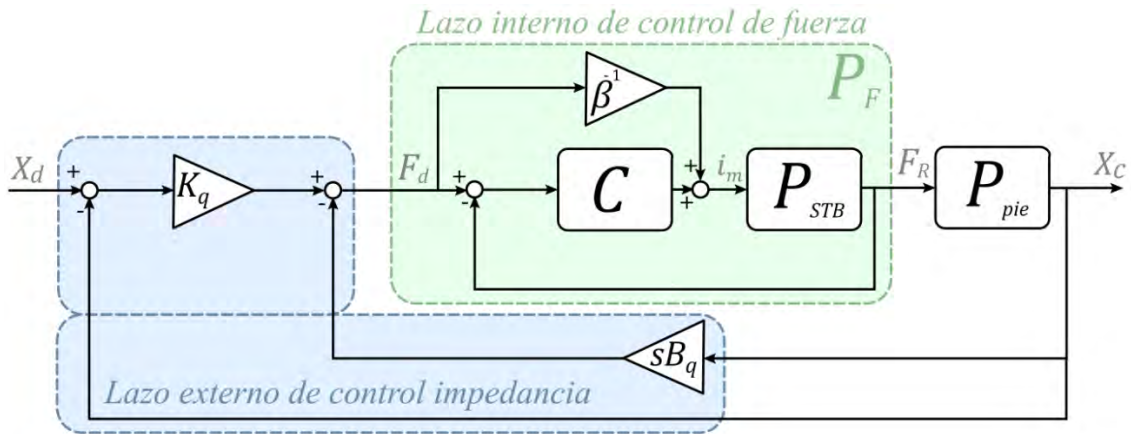 Lazo interno de control de fuerza
P_F
β^-1
X_d
+
-
K_q
+
-
F_d
+
-
C
+
+
i_m
P_STB
F_R
P_pie
X_C
sB_q
Lazo externo de control impedancia